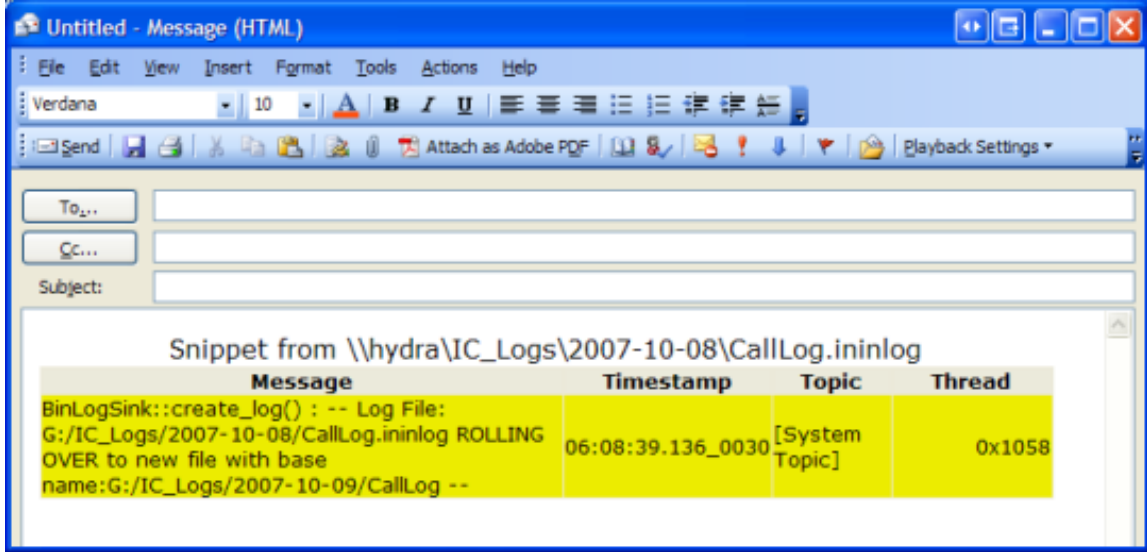 Untitled - Message (HTML)
File Edit View Insert Format Tools Actions Help
Verdana 10 A B I U
Send Attach as Adobe PDF Playback Settings
To...
Cc...
Subject:
Snippet from \\hydra\IC_Logs\2007-10-08\CallLog.ininlog
Message Timestamp Topic Thread
BinLogSink::create_log() : -- Log File:
G:/IC_Logs/2007-10-08/CallLog.ininlog ROLLING
OVER to new file with base
name:G:/IC_Logs/2007-10-09/CallLog --
06:08:39.136_0030
[System
Topic]
0x1058